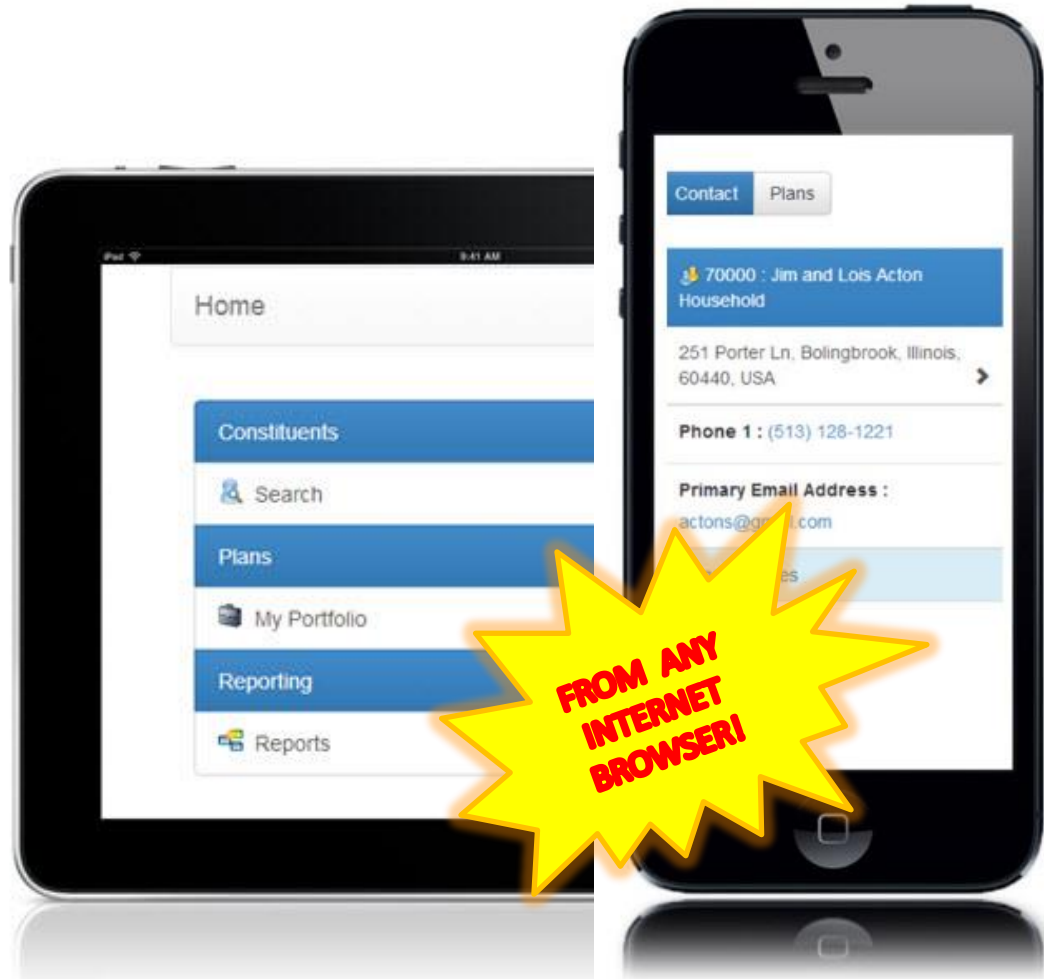 iPad
9:41 AM
Home
Constituents
Search
Plans
My Portfolio
Reporting
Reports
Contact
Plans
70000 : Jim and Lois Acton
Household
251 Porter Ln, Bolingbrook, Illinois,
60440, USA
Phone 1 : (513) 128-1221
Primary Email Address :
FROM ANY
INTERNET
BROWSER!